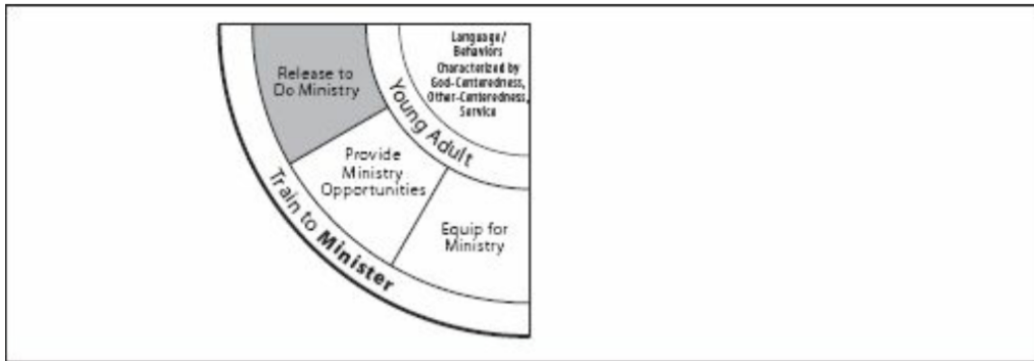 Language/
Behaviors
Characterized by
God-Centeredness,
Other-Centeredness,
Service
Release to
Do Ministry
Young Adult
Provide
Ministry
Opportunities
Equip for
Ministry
Train to Minister